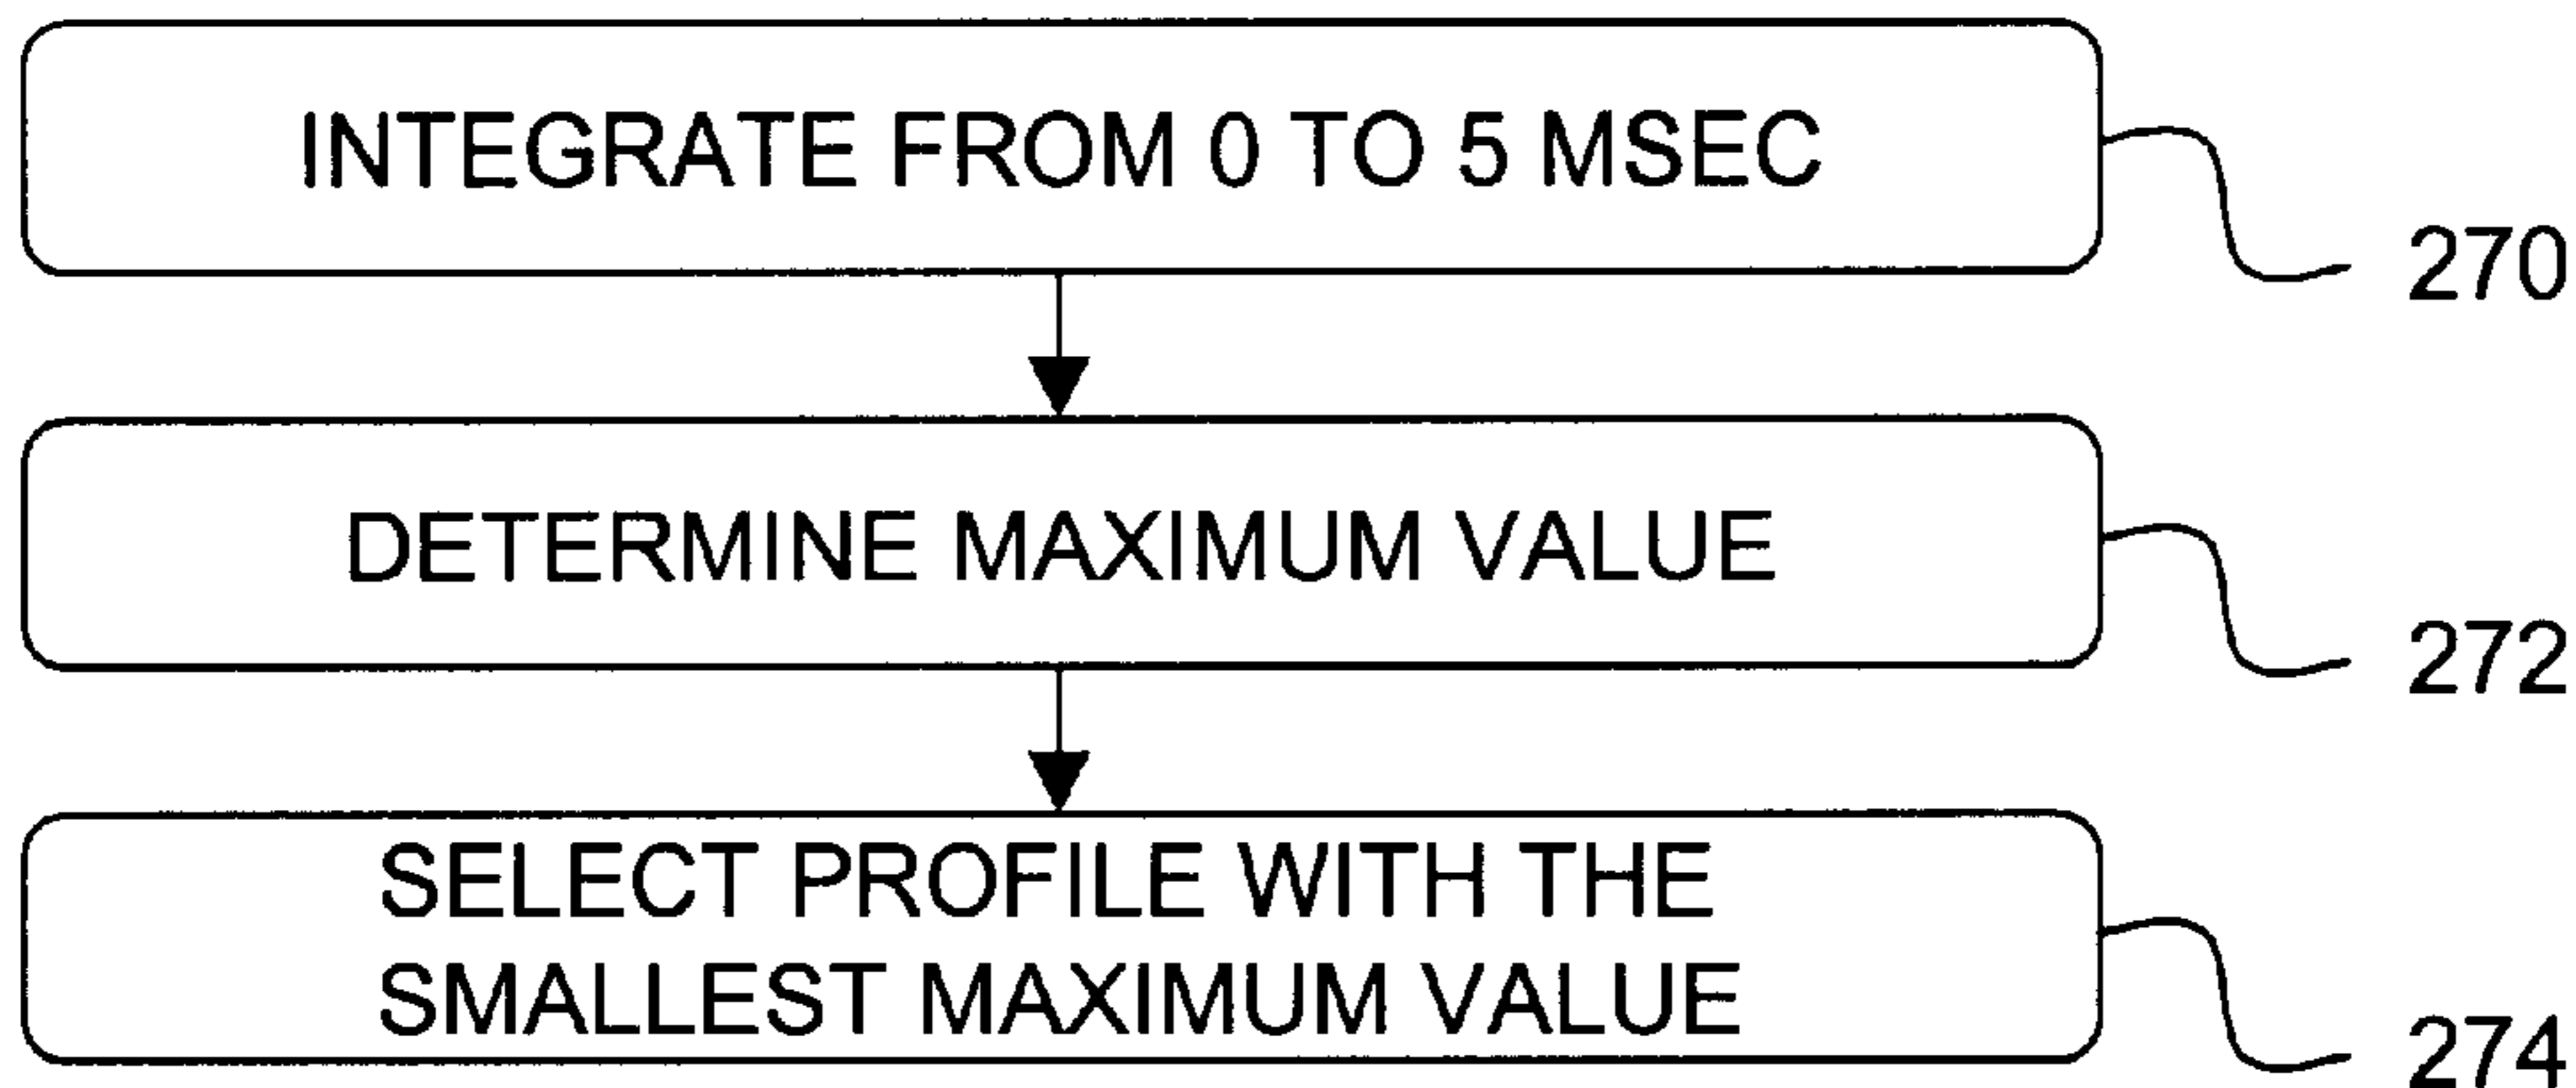 INTEGRATE FROM 0 TO 5 MSEC
270
DETERMINE MAXIMUM VALUE
272
SELECT PROFILE WITH THE
SMALLEST MAXIMUM VALUE
274